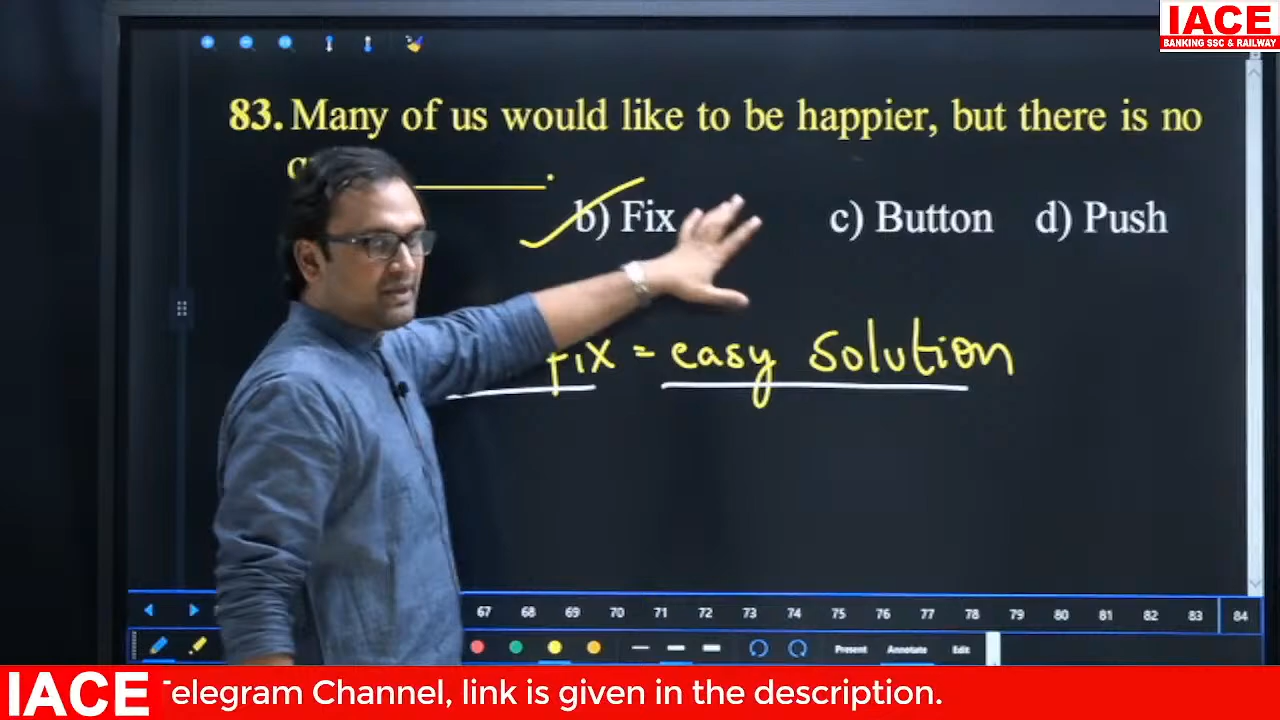 IACE
BANKING SSC & RAILWAY
83. Many of us would like to be happier, but there is no
__________.
b) Fix c) Button d) Push
Fix = easy solution
67 68 69 70 71 72 73 74 75 76 77 78 79 80 81 82 83 84
Present Annotate Edit
IACE Telegram Channel, link is given in the description.